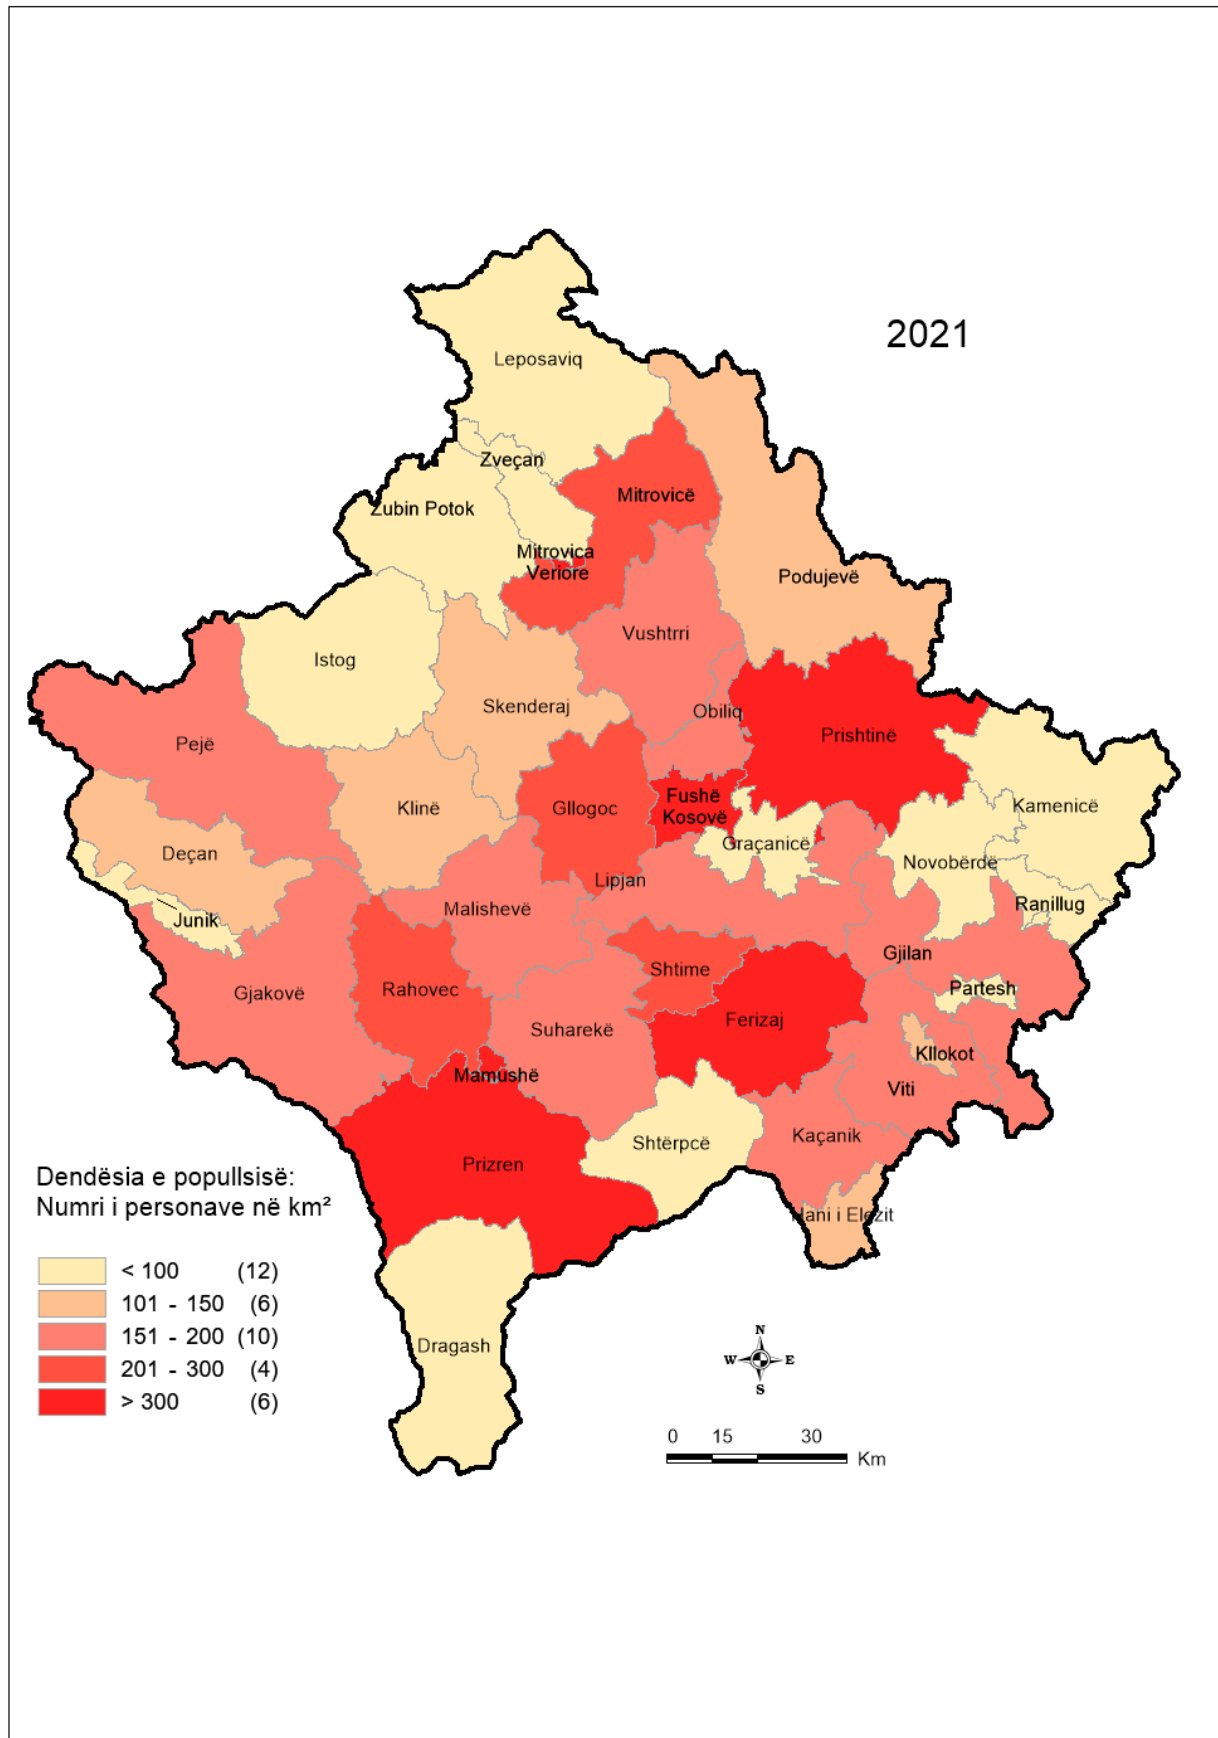 2021
Leposaviq
Zveçan
Mitrovicë
Zubin Potok
Mitrovica
Veriore
Podujevë
Vushtrri
Istog
Skenderaj
Obiliq
Prishtinë
Pejë
Fushë
Kosovë
Klinë
Gllogoc
Kamenicë
Graçanicë
Deçan
Novobërdë
Lipjan
Ranillug
Malishevë
Junik
Gjilan
Shtime
Partesh
Gjakovë
Rahovec
Ferizaj
Suharekë
Kllokot
Mamushë
Viti
Kaçanik
Shtërpcë
Prizren
Hani i Elezit
Dragash
Dendësia e popullsisë:
Numri i personave në km²
< 100 (12)
101 - 150 (6)
151 - 200 (10)
201 - 300 (4)
> 300 (6)
N
W E
S
0 15 30
Km